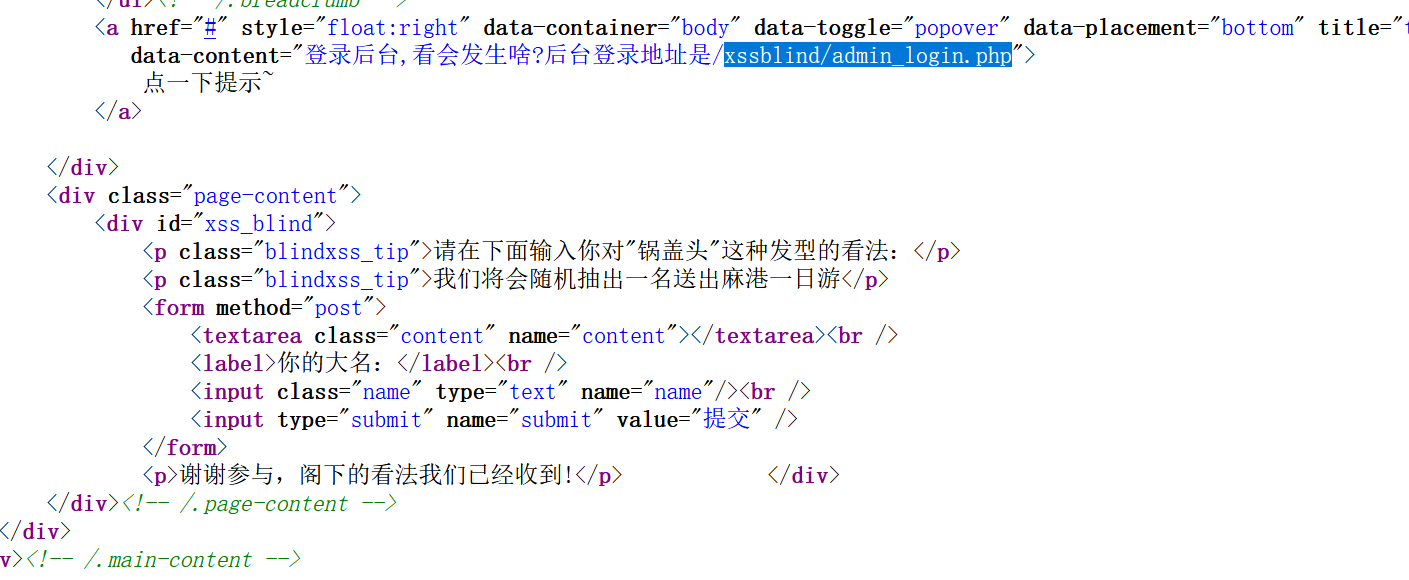 </ul><!-- /.breadcrumb -->
<a href="#" style="float:right" data-container="body" data-toggle="popover" data-placement="bottom" title="t
data-content="登录后台,看会发生啥?后台登录地址是/xssblind/admin_login.php">
点一下提示~
</a>
</div>
<div class="page-content">
<div id="xss_blind">
<p class="blindxss_tip">请在下面输入你对"锅盖头"这种发型的看法：</p>
<p class="blindxss_tip">我们将会随机抽出一名送出麻港一日游</p>
<form method="post">
<textarea class="content" name="content"></textarea><br />
<label>你的大名：</label><br />
<input class="name" type="text" name="name"/><br />
<input type="submit" name="submit" value="提交" />
</form>
<p>谢谢参与，阁下的看法我们已经收到!</p> </div>
</div><!-- /.page-content -->
</div>
v><!-- /.main-content -->